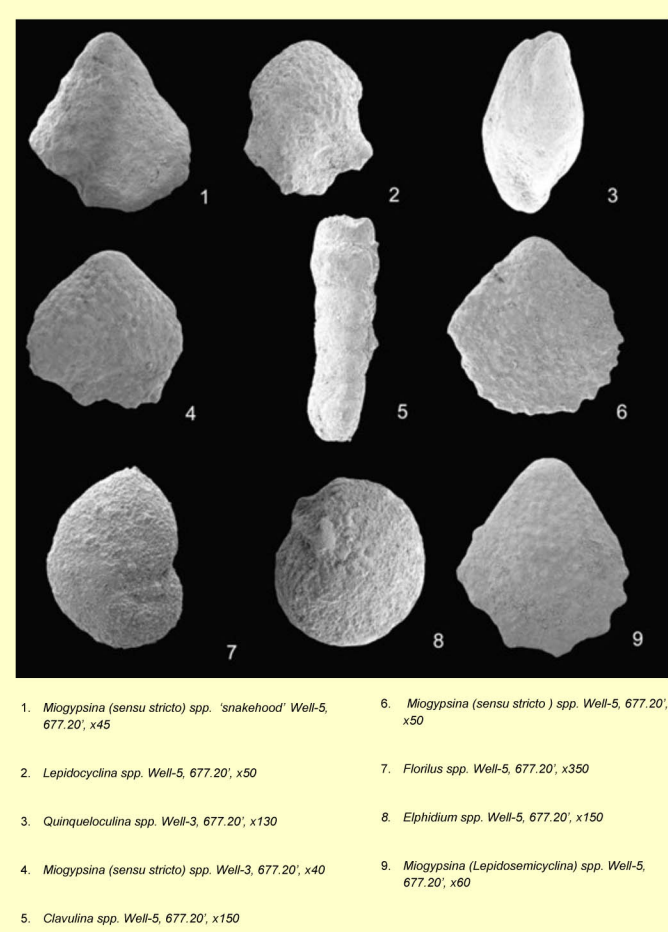 1
2
3
4
5
6
7
8
9
1. Miogypsina (sensu stricto) spp. ‘snakehood’ Well-5,
677.20’, x45
2. Lepidocyclina spp. Well-5, 677.20’, x50
3. Quinqueloculina spp. Well-3, 677.20’, x130
4. Miogypsina (sensu stricto) spp. Well-3, 677.20’, x40
5. Clavulina spp. Well-5, 677.20’, x150
6. Miogypsina (sensu stricto ) spp. Well-5, 677.20’,
x50
7. Florilus spp. Well-5, 677.20’, x350
8. Elphidium spp. Well-5, 677.20’, x150
9. Miogypsina (Lepidosemicyclina) spp. Well-5,
677.20’, x60